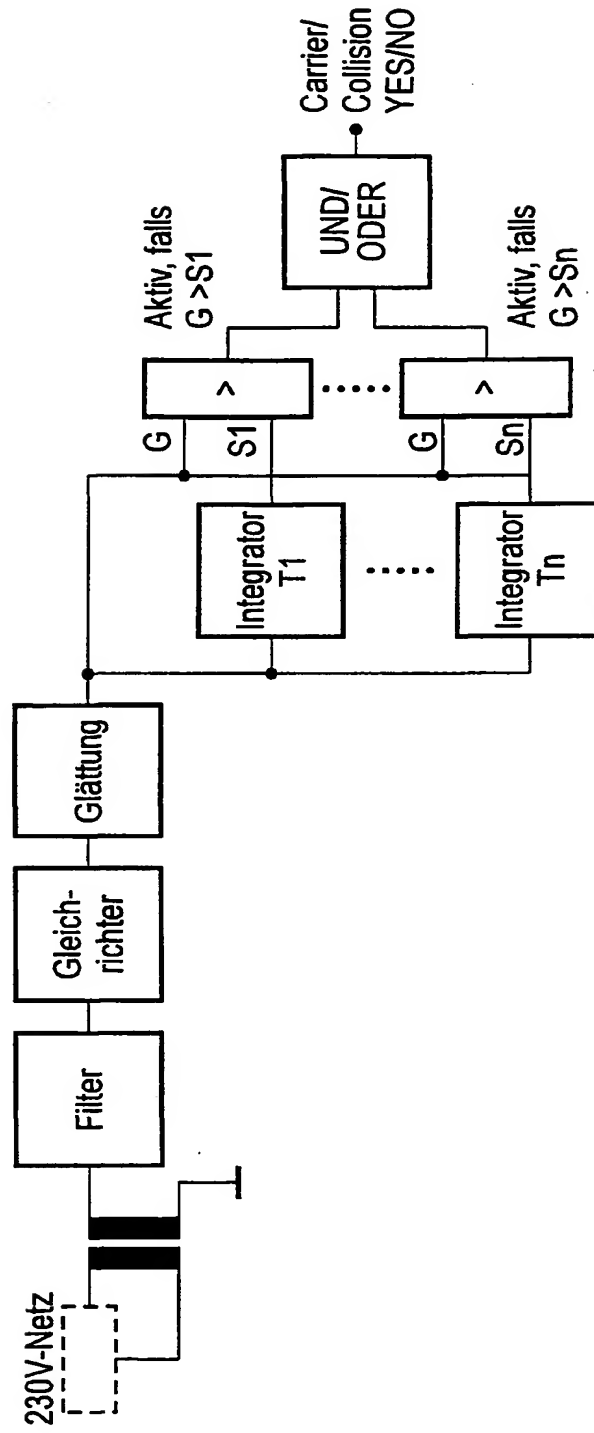 230V-Netz
Filter
Gleich-
richter
Glättung
Integrator
T1
Integrator
Tn
G
S1
G
Sn
>
>
Aktiv, falls
G >S1
Aktiv, falls
G >Sn
UND/
ODER
Carrier/
Collision
YES/NO